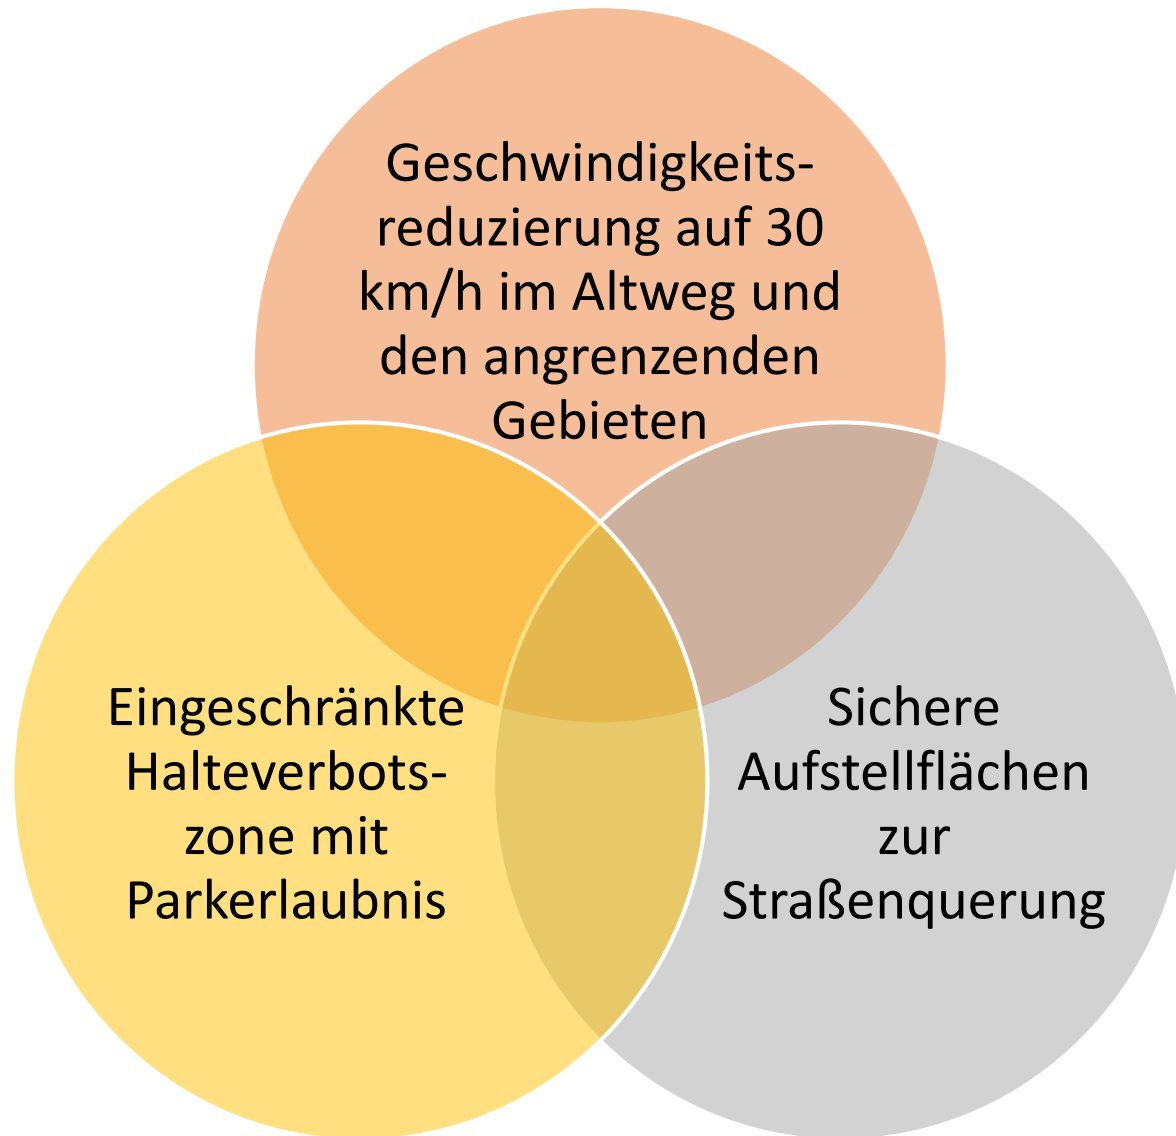 Geschwindigkeits-
reduzierung auf 30
km/h im Altweg und
den angrenzenden
Gebieten
Eingeschränkte
Halteverbots-
zone mit
Parkerlaubnis
Sichere
Aufstellflächen
zur
Straßenquerung